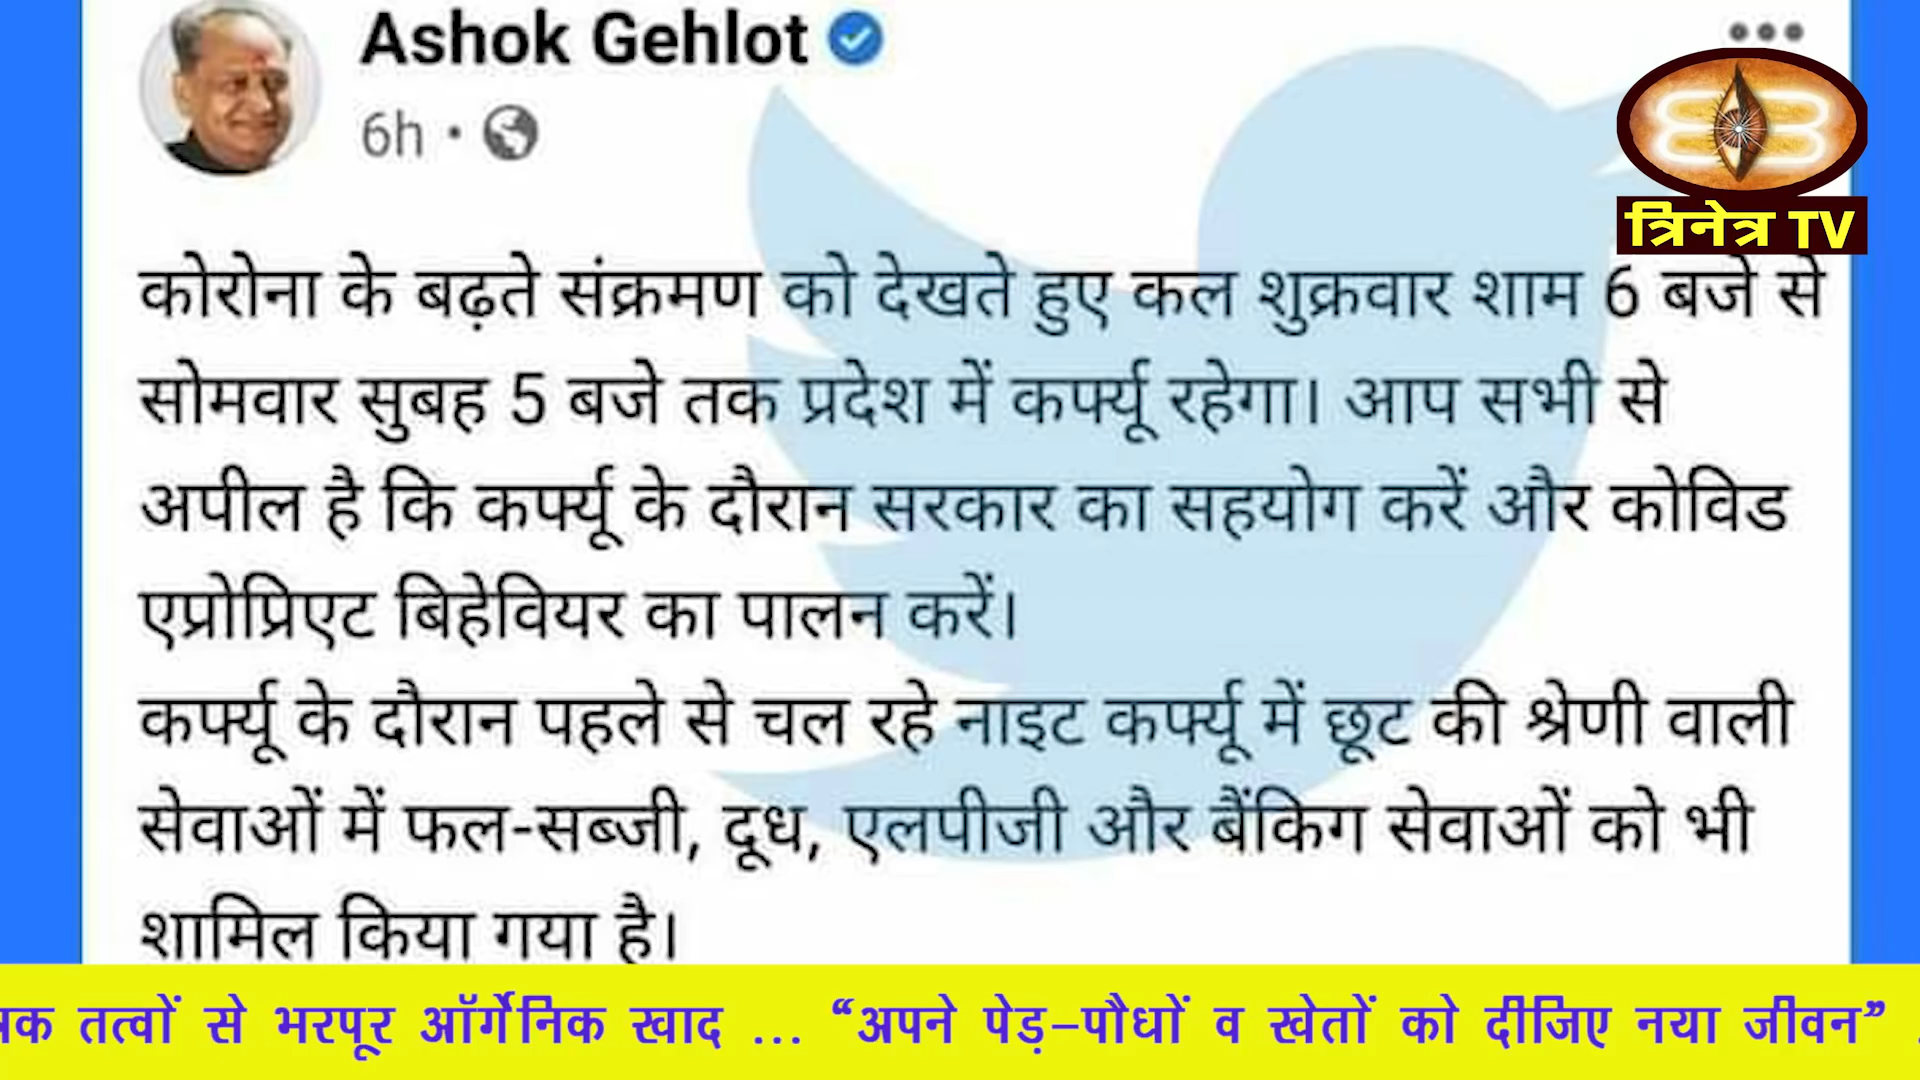 Ashok Gehlot
6h •
त्रिनेत्र TV
कोरोना के बढ़ते संक्रमण को देखते हुए कल शुक्रवार शाम 6 बजे से
सोमवार सुबह 5 बजे तक प्रदेश में कर्फ्यू रहेगा। आप सभी से
अपील है कि कर्फ्यू के दौरान सरकार का सहयोग करें और कोविड
एप्रोप्रिएट बिहेवियर का पालन करें।
कर्फ्यू के दौरान पहले से चल रहे नाइट कर्फ्यू में छूट की श्रेणी वाली
सेवाओं में फल-सब्जी, दूध, एलपीजी और बैंकिग सेवाओं को भी
शामिल किया गया है।
तत्वों से भरपूर ऑर्गेनिक खाद ... “अपने पेड़–पौधों व खेतों को दीजिए नया जीवन”